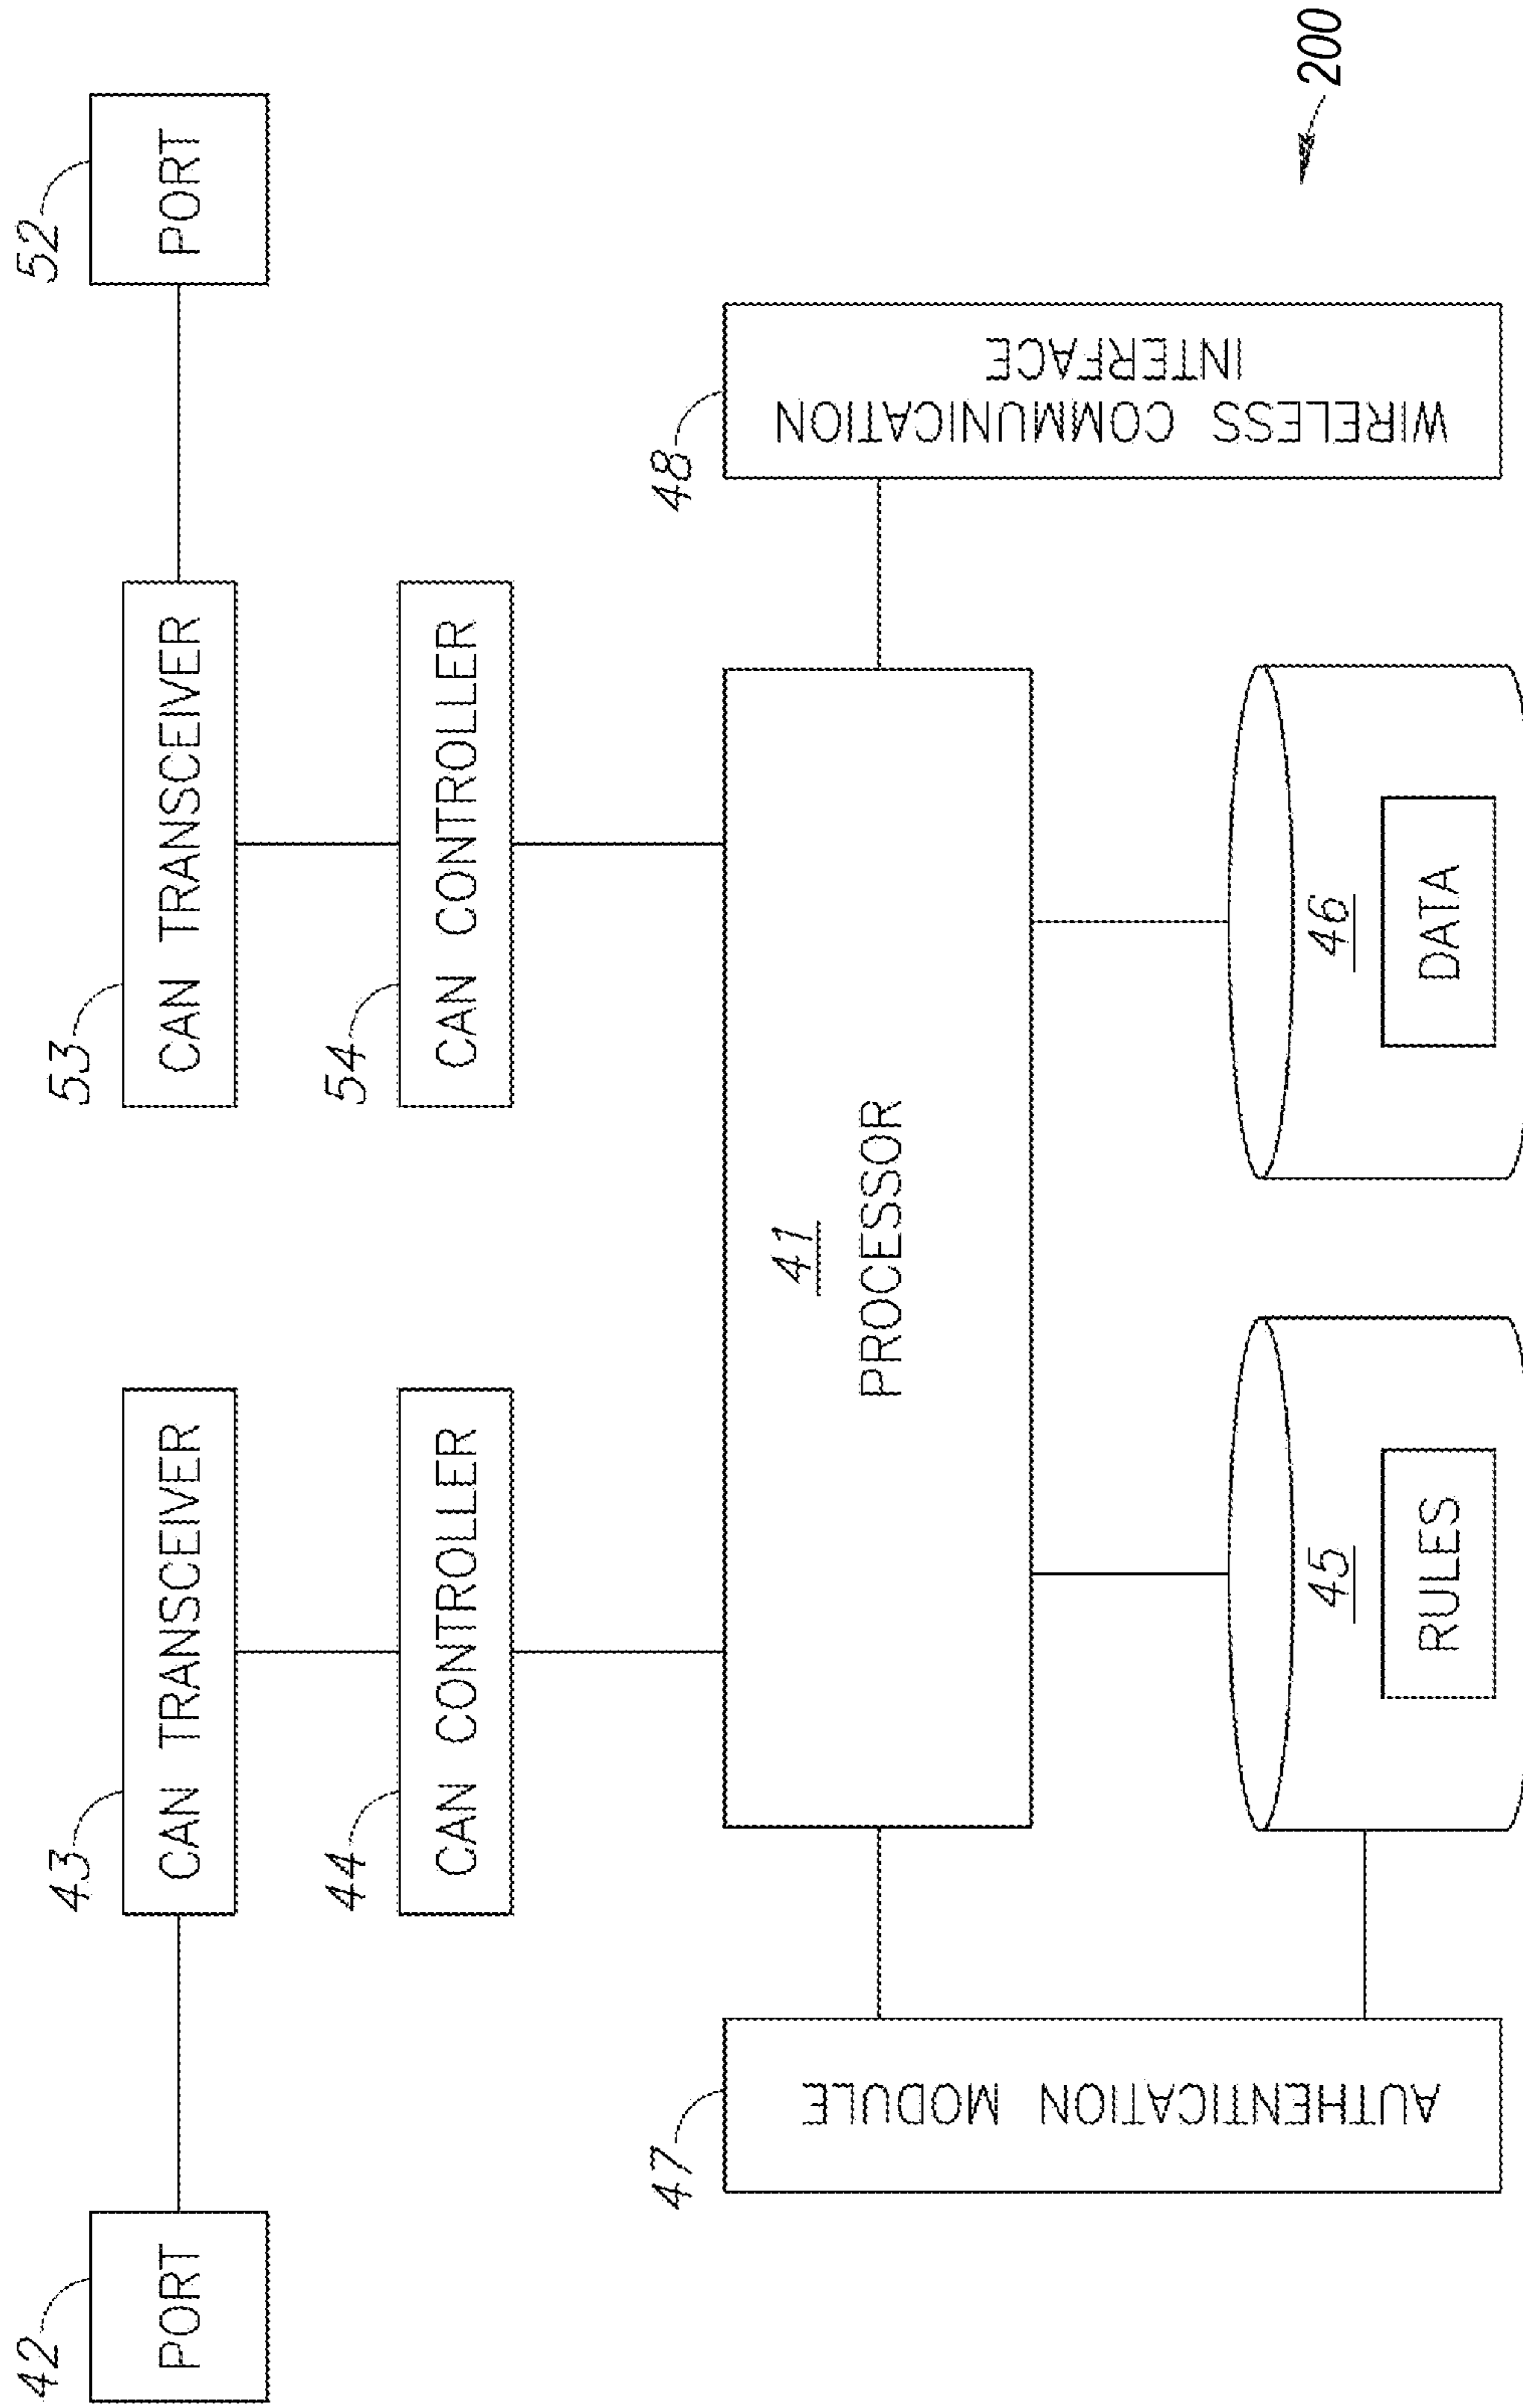 42
PORT
43
CAN TRANSCEIVER
53
CAN TRANSCEIVER
52
PORT
44
CAN CONTROLLER
54
CAN CONTROLLER
47
AUTHENTICATION MODULE
41
PROCESSOR
48
WIRELESS COMMUNICATION
INTERFACE
45
RULES
46
DATA
200